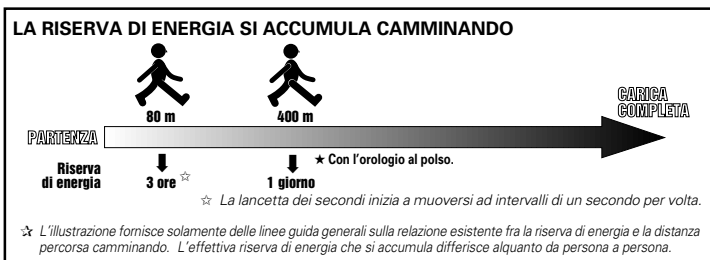 LA RISERVA DI ENERGIA SI ACCUMULA CAMMINANDO
80 m
400 m
CARICA
COMPLETA
PARTENZA
★ Con l'orologio al polso.
Riserva
di energia
3 ore ☆
1 giorno
☆ La lancetta dei secondi inizia a muoversi ad intervalli di un secondo per volta.
✰ L'illustrazione fornisce solamente delle linee guida generali sulla relazione esistente fra la riserva di energia e la distanza
percorsa camminando. L'effettiva riserva di energia che si accumula differisce alquanto da persona a persona.